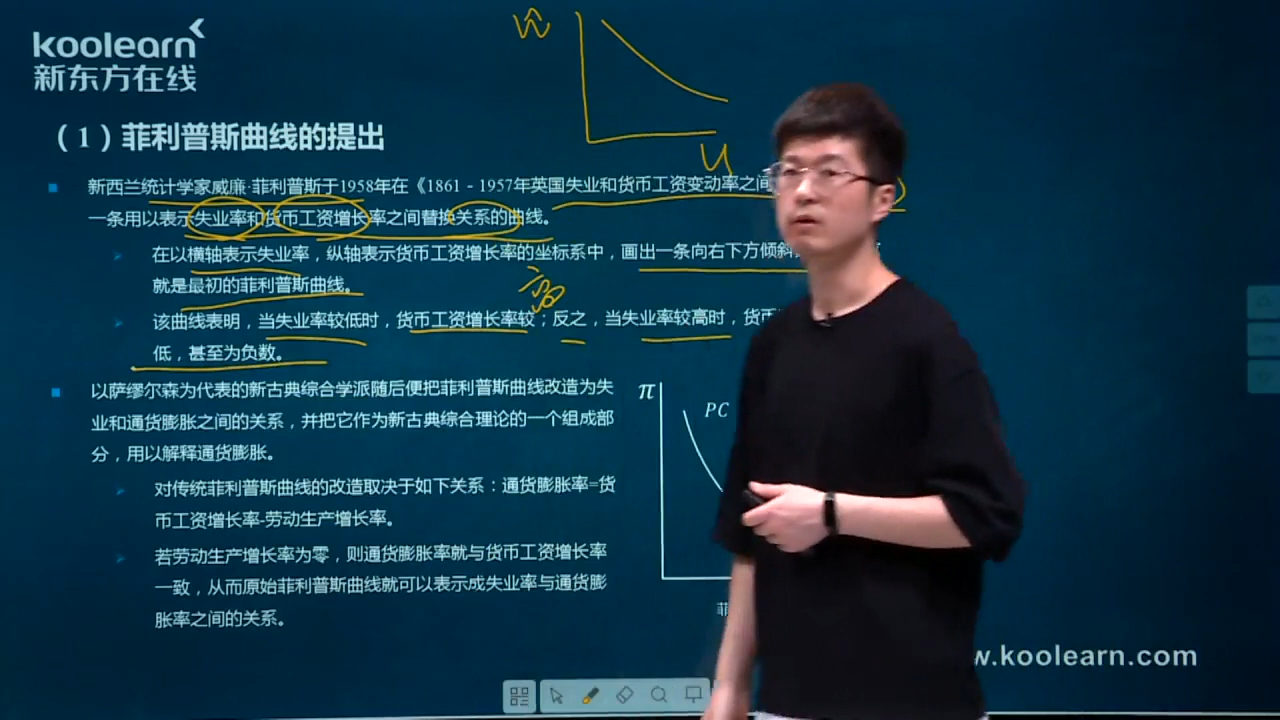 koolearn
新东方在线
Ŵ
u
（1）菲利普斯曲线的提出
新西兰统计学家威廉·菲利普斯于1958年在《1861－1957年英国失业和货币工资变动率之间
一条用以表示失业率和货币工资增长率之间替换关系的曲线。
在以横轴表示失业率，纵轴表示货币工资增长率的坐标系中，画出一条向右下方倾斜
就是最初的菲利普斯曲线。
高
该曲线表明，当失业率较低时，货币工资增长率较；反之，当失业率较高时，货币
低，甚至为负数。
以萨缪尔森为代表的新古典综合学派随后便把菲利普斯曲线改造为失
业和通货膨胀之间的关系，并把它作为新古典综合理论的一个组成部
分，用以解释通货膨胀。
对传统菲利普斯曲线的改造取决于如下关系：通货膨胀率=货
币工资增长率-劳动生产增长率。
若劳动生产增长率为零，则通货膨胀率就与货币工资增长率
一致，从而原始菲利普斯曲线就可以表示成失业率与通货膨
胀率之间的关系。
π
PC
菲
w.koolearn.com